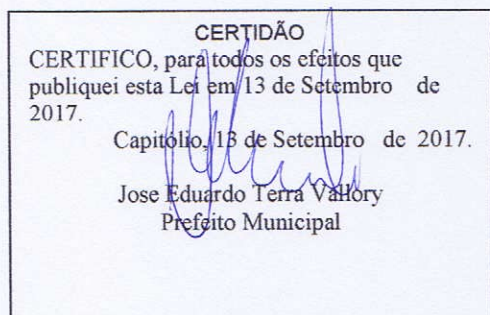 CERTIDÃO
CERTIFICO, para todos os efeitos que
publiquei esta Lei em 13 de Setembro de
2017.
Capitólio, 13 de Setembro de 2017.
Jose Eduardo Terra Vallory
Prefeito Municipal